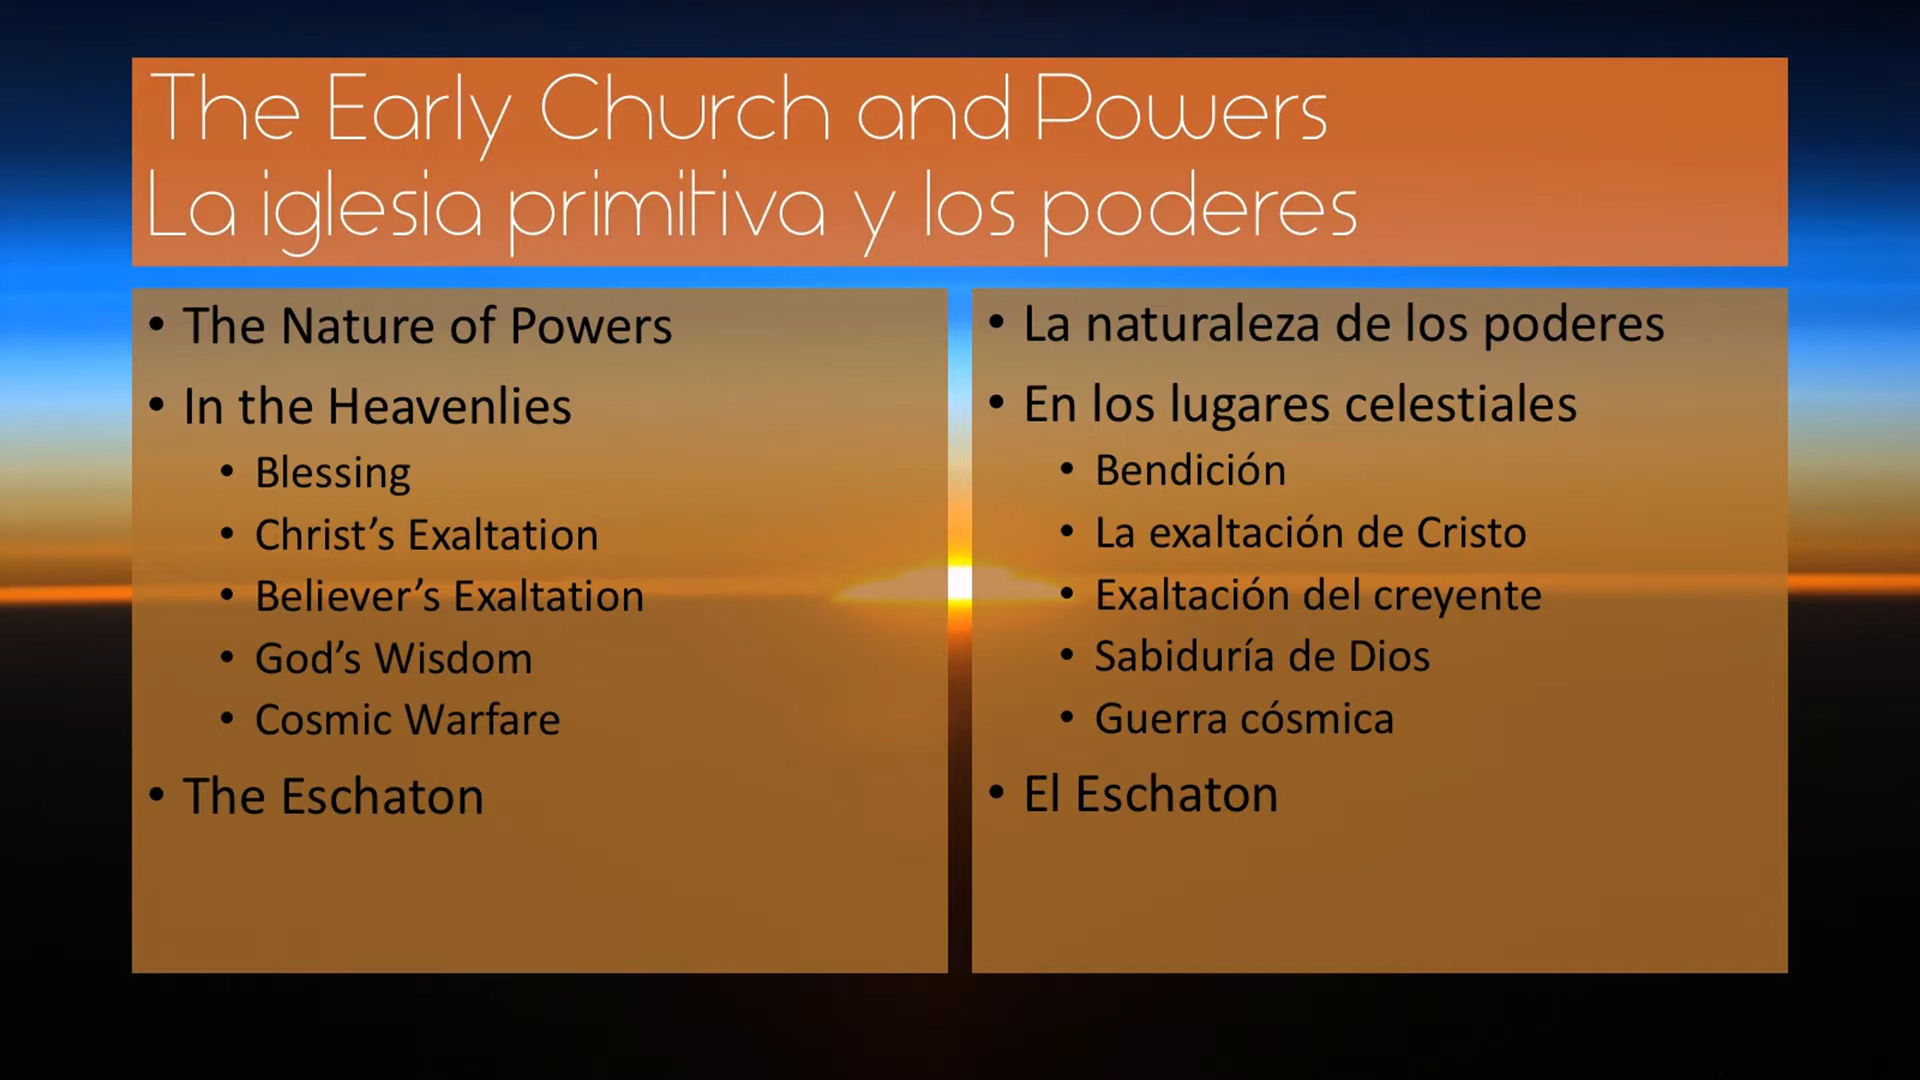 The Early Church and Powers
La iglesia primitiva y los poderes
• The Nature of Powers
• In the Heavenlies
• Blessing
• Christ’s Exaltation
• Believer’s Exaltation
• God’s Wisdom
• Cosmic Warfare
• The Eschaton
• La naturaleza de los poderes
• En los lugares celestiales
• Bendición
• La exaltación de Cristo
• Exaltación del creyente
• Sabiduría de Dios
• Guerra cósmica
• El Eschaton